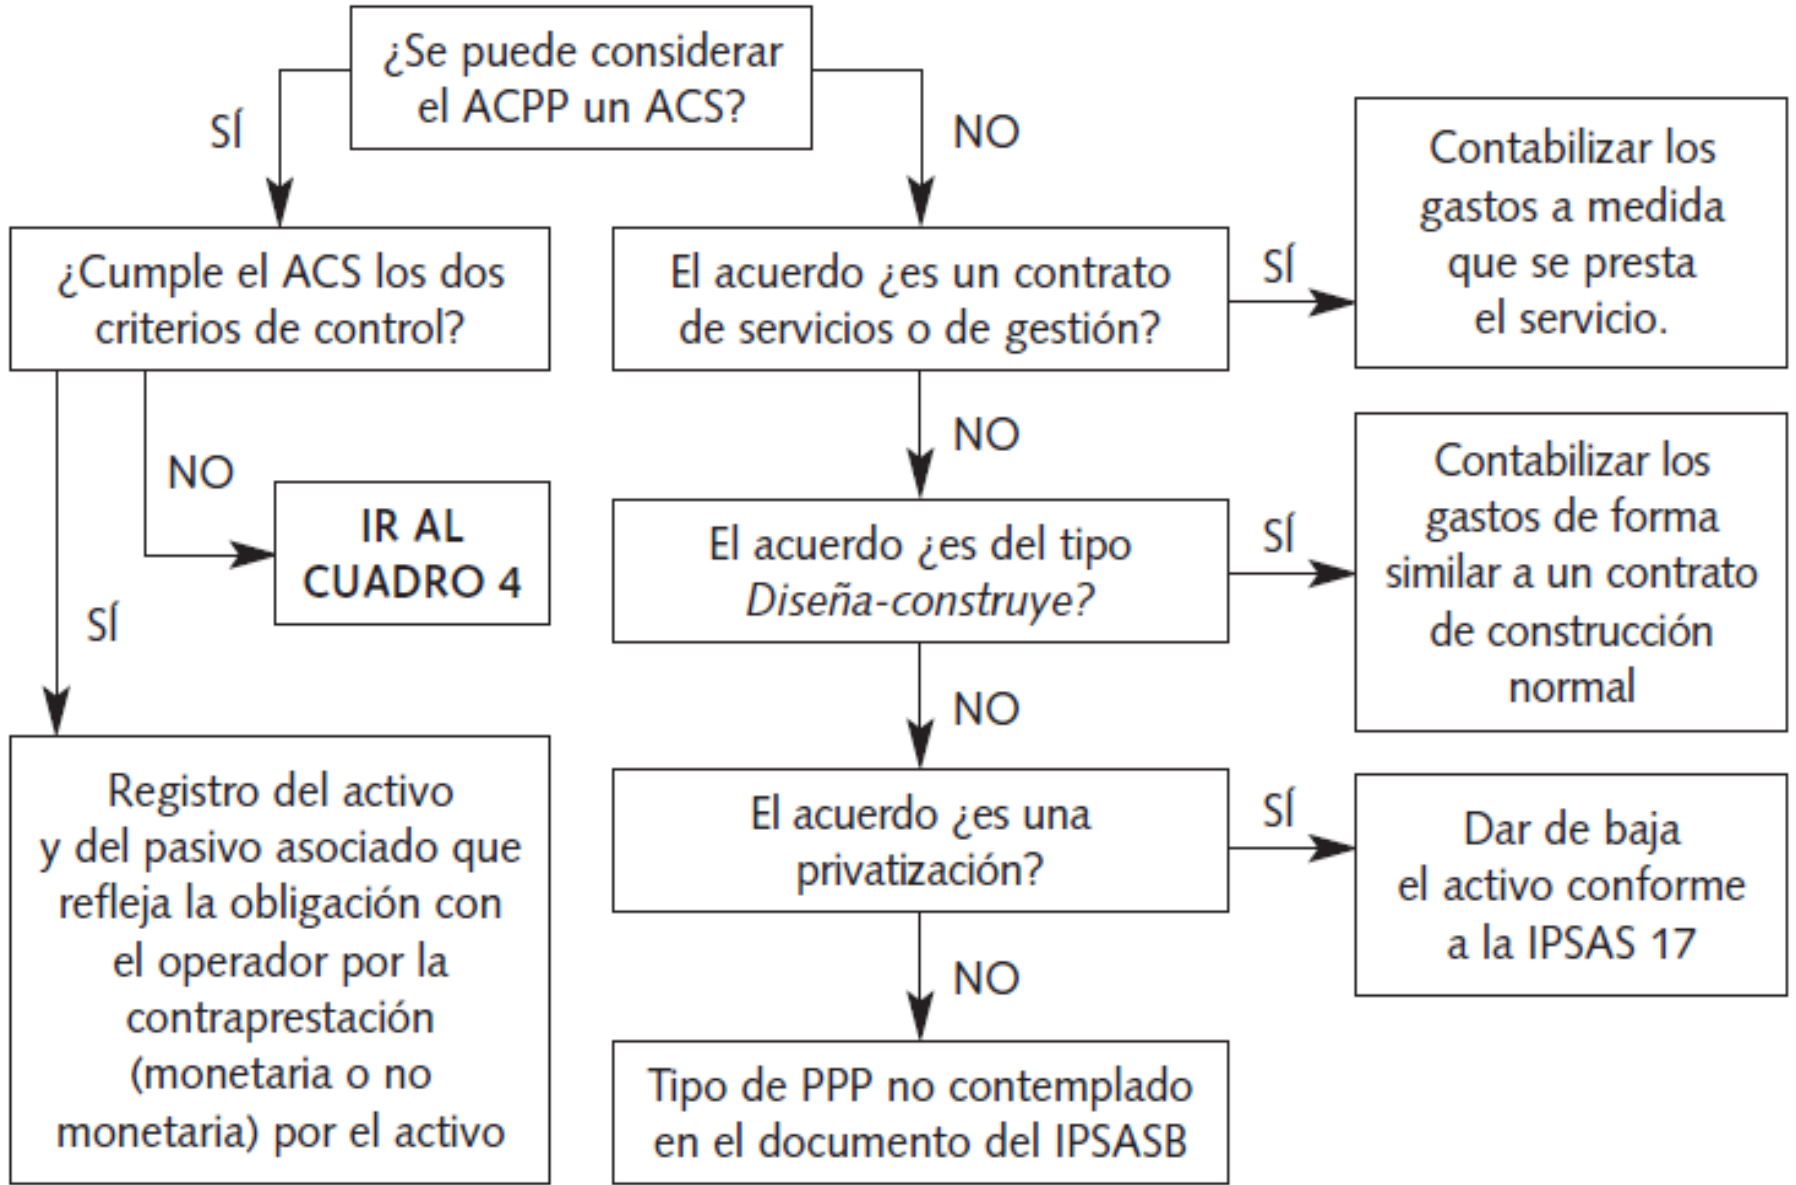 ¿Se puede considerar
el ACPP un ACS?
SÍ
NO
¿Cumple el ACS los dos
criterios de control?
NO
IR AL
CUADRO 4
SÍ
Registro del activo
y del pasivo asociado que
refleja la obligación con
el operador por la
contraprestación
(monetaria o no
monetaria) por el activo
El acuerdo ¿es un contrato
de servicios o de gestión?
SÍ
Contabilizar los
gastos a medida
que se presta
el servicio.
NO
El acuerdo ¿es del tipo
Diseña-construye?
SÍ
Contabilizar los
gastos de forma
similar a un contrato
de construcción
normal
NO
El acuerdo ¿es una
privatización?
SÍ
Dar de baja
el activo conforme
a la IPSAS 17
NO
Tipo de PPP no contemplado
en el documento del IPSASB